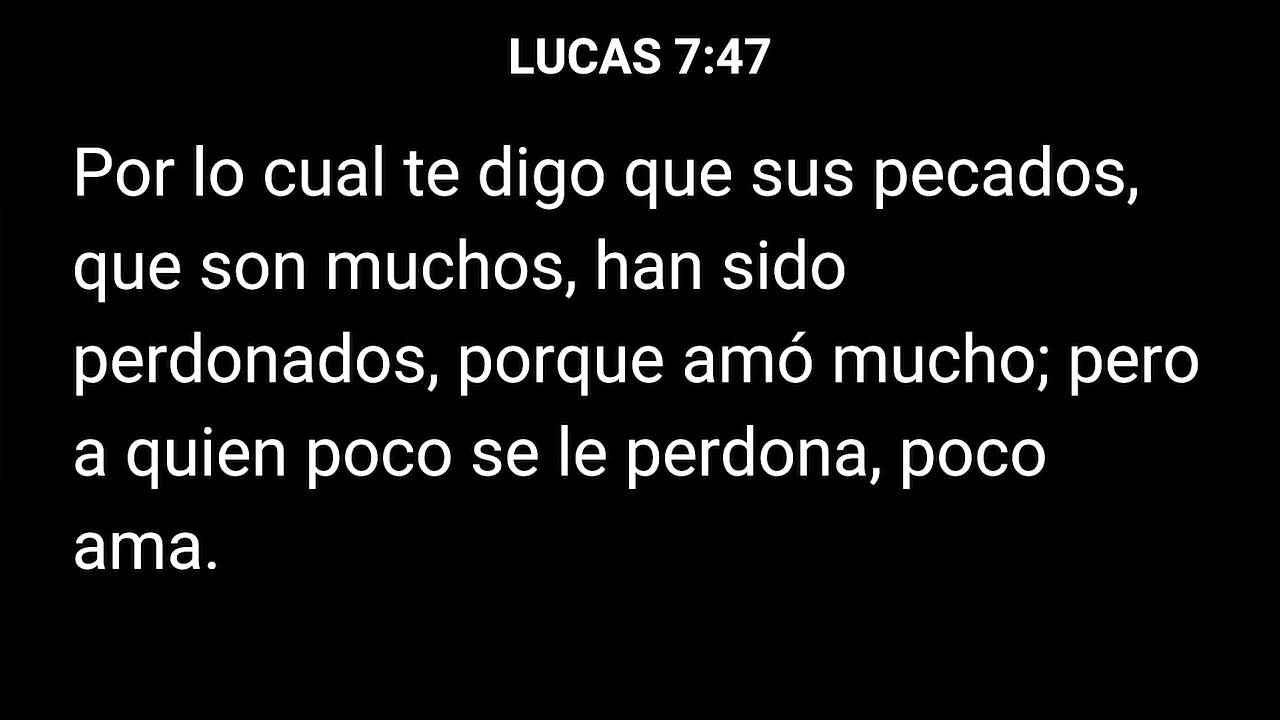 LUCAS 7:47
Por lo cual te digo que sus pecados,
que son muchos, han sido
perdonados, porque amó mucho; pero
a quien poco se le perdona, poco
ama.